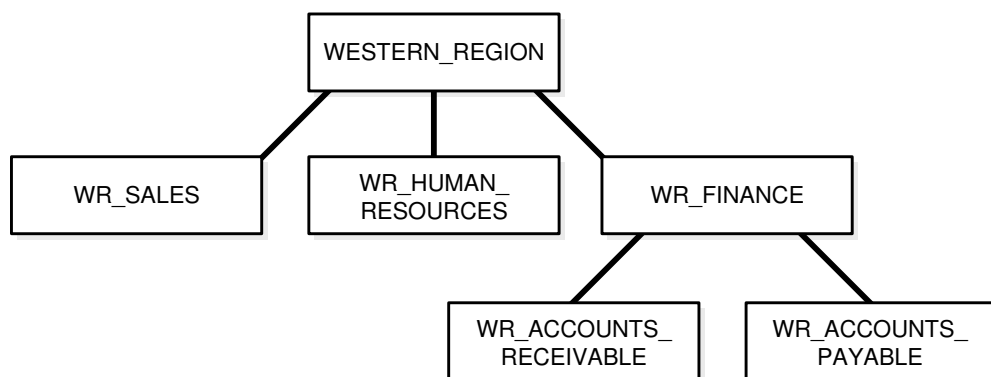 WESTERN_REGION
WR_SALES
WR_HUMAN_
RESOURCES
WR_FINANCE
WR_ACCOUNTS_
RECEIVABLE
WR_ACCOUNTS_
PAYABLE